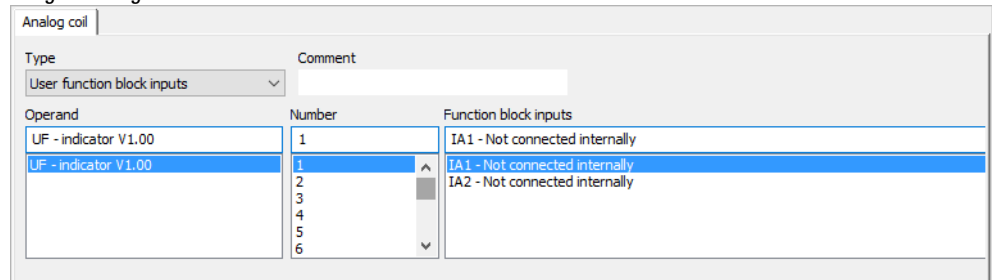 Analog coil
Type
Comment
User function block inputs
Operand
Number
Function block inputs
UF - indicator V1.00
1
IA1 - Not connected internally
UF - indicator V1.00
1
IA1 - Not connected internally
2
IA2 - Not connected internally
3
4
5
6